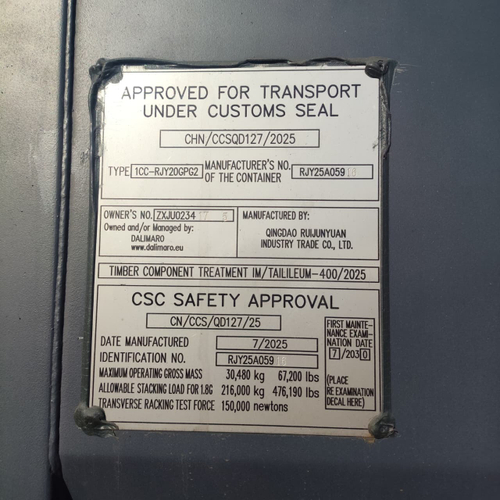 APPROVED FOR TRANSPORT
UNDER CUSTOMS SEAL
CHN/CCSQD127/2025
TYPE 1CC-RJY20GPG2 MANUFACTURER'S NO. OF THE CONTAINER RJY25A059
OWNER'S NO. ZXJU0234
Owned and/or Managed by:
DALIMARO
www.dalimaro.eu
MANUFACTURED BY:
QINGDAO RUIJUNYUAN
INDUSTRY TRADE CO., LTD.
TIMBER COMPONENT TREATMENT IM/TAILILEUM-400/2025
CSC SAFETY APPROVAL
CN/CCS/QD127/25
DATE MANUFACTURED 7/2025
IDENTIFICATION NO. RJY25A059
MAXIMUM OPERATING GROSS MASS 30,480 kg 67,200 lbs
ALLOWABLE STACKING LOAD FOR 1.8G 216,000 kg 476,190 lbs
TRANSVERSE RACKING TEST FORCE 150,000 newtons
FIRST MAINTE-
NANCE EXAMI-
NATION DATE
7/2030
(PLACE
RE EXAMINATION
DECAL HERE)